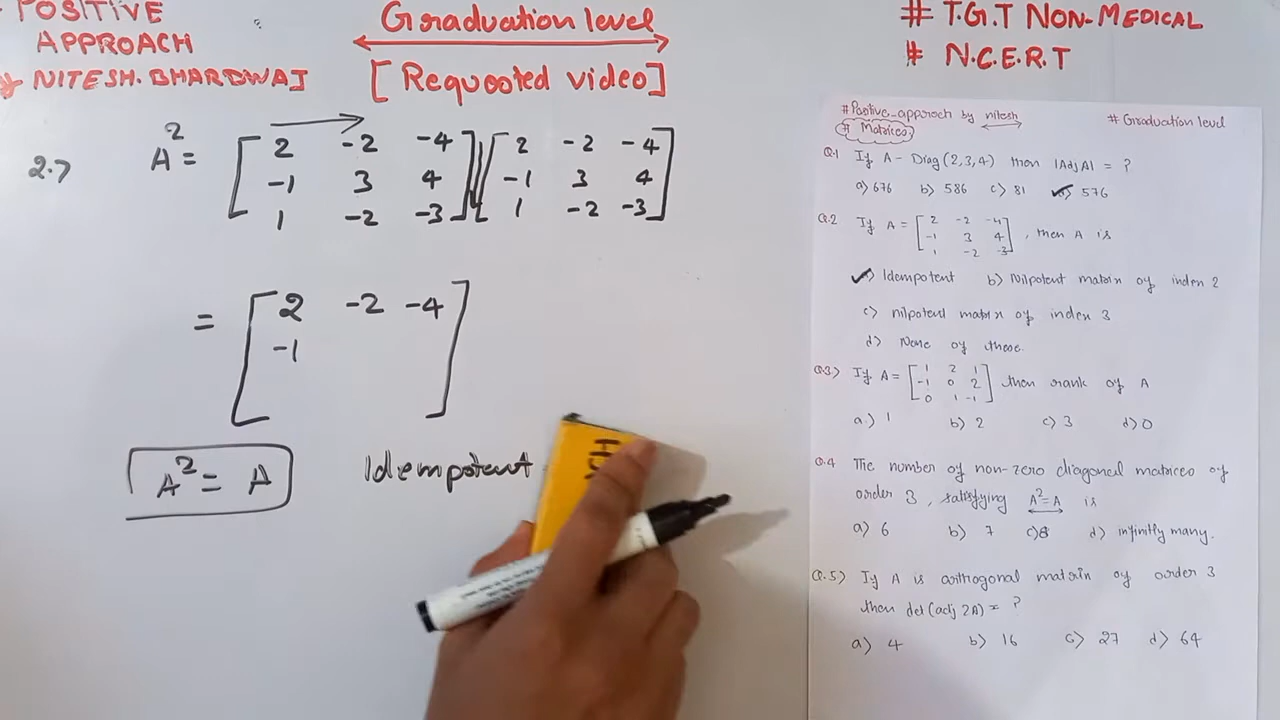 POSITIVE
APPROACH
* NITESH.BHARDWAJ
Graduation level
[Requested video]
# T.G.T NON-MEDICAL
# N.C.E.R.T
2.7
A² = [2 -2 -4] [2 -2 -4]
[-1 3 4] [-1 3 4]
[1 -2 -3] [1 -2 -3]
= [2 -2 -4]
[-1]
A² = A
Idempotent
#Positive_approach by nitesh
# Graduation level
# Matrices
Q.1 If A - Diag (2,3,4) then |Adj A| = ?
a) 676 b) 586 c) 81 576
Q.2 If A = [2 -2 -4]
[-1 3 4] , then A is
[1 -2 -3]
Idempotent b) Nilpotent matrix of index 2
c) nilpotent matrix of index 3
d) None of these.
Q.3) If A = [1 2 1]
[-1 0 2] then rank of A
[0 1 -1]
a.) 1 b) 2 c) 3 d) 0
Q.4 The number of non-zero diagonal matrices of
order 3, satisfying A²=A is
a) 6 b) 7 c) 8 d) infinitly many.
Q.5) If A is orthogonal matrix of order 3
then det(adj 2A) = ?
a) 4 b) 16 c) 27 d) 64